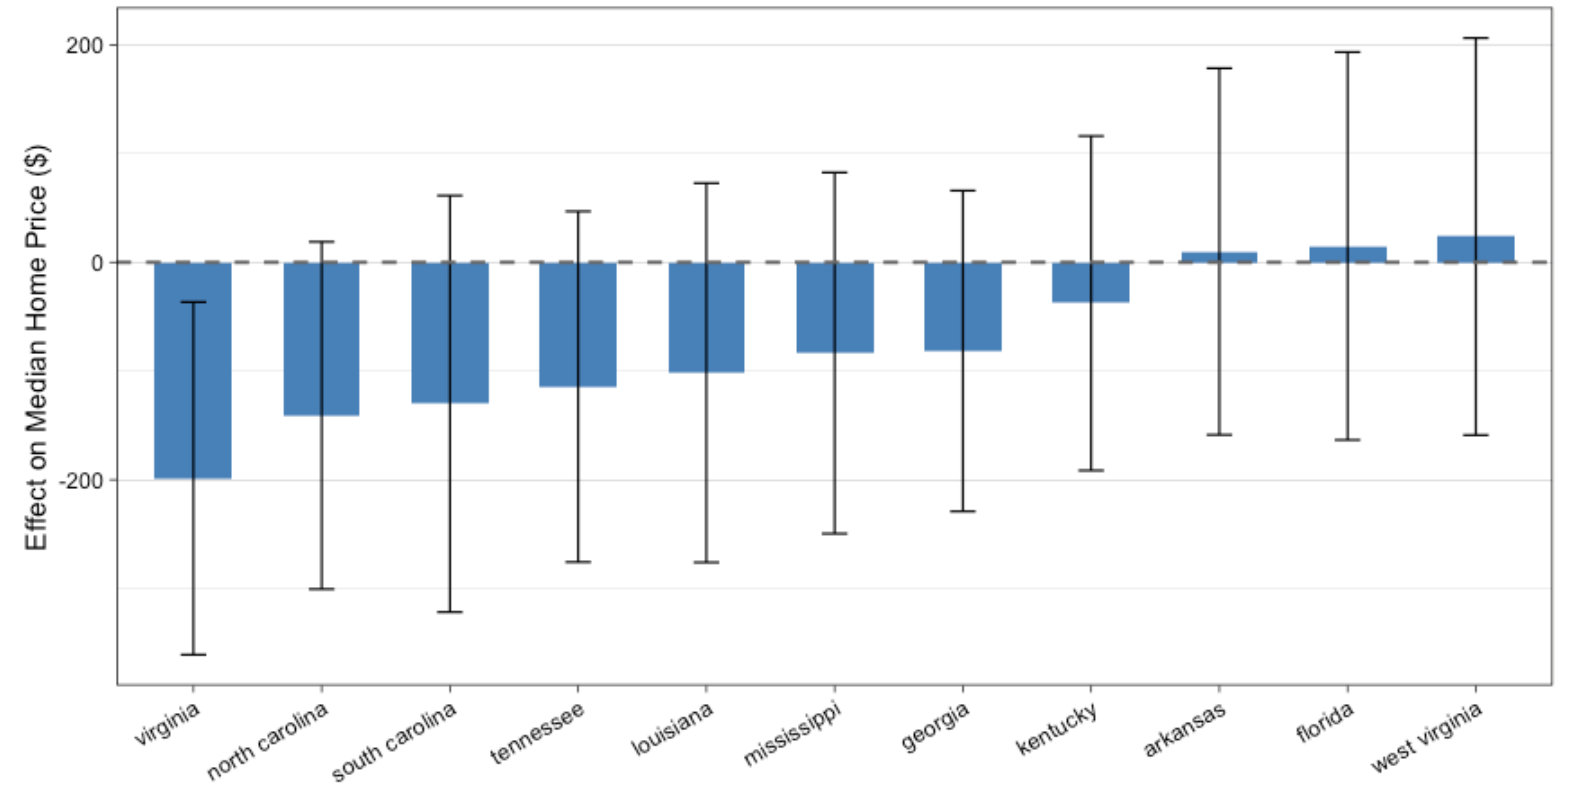 Effect on Median Home Price ($)
200
0
-200
virginia
north carolina
south carolina
tennessee
louisiana
mississippi
georgia
kentucky
arkansas
florida
west virginia